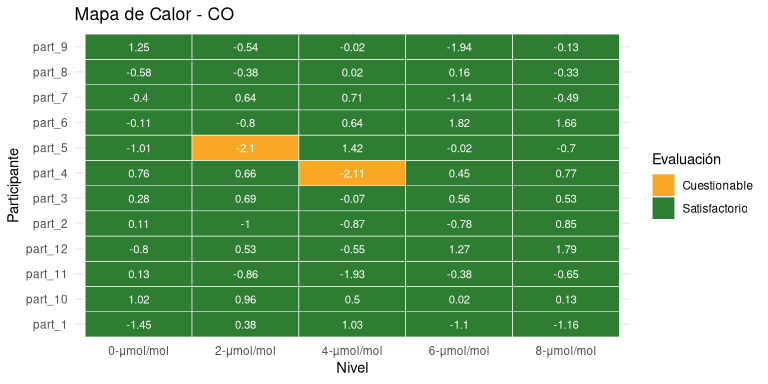 Mapa de Calor - CO
Participante
part_9 1.25 -0.54 -0.02 -1.94 -0.13
part_8 -0.58 -0.38 0.02 0.16 -0.33
part_7 -0.4 0.64 0.71 -1.14 -0.49
part_6 -0.11 -0.8 0.64 1.82 1.66
part_5 -1.01 -2.1 1.42 -0.02 -0.7
part_4 0.76 0.66 -2.11 0.45 0.77
part_3 0.28 0.69 -0.07 0.56 0.53
part_2 0.11 -1 -0.87 -0.78 0.85
part_12 -0.8 0.53 -0.55 1.27 1.79
part_11 0.13 -0.86 -1.93 -0.38 -0.65
part_10 1.02 0.96 0.5 0.02 0.13
part_1 -1.45 0.38 1.03 -1.1 -1.16
0-μmol/mol 2-μmol/mol 4-μmol/mol 6-μmol/mol 8-μmol/mol
Nivel
Evaluación
Cuestionable
Satisfactorio